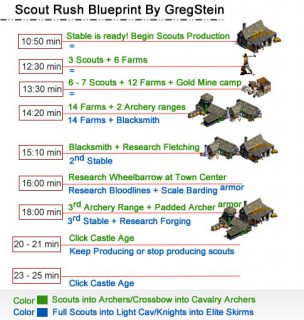 Scout Rush Blueprint By GregStein
10:50 min
Stable is ready! Begin Scouts Production
=
12:30 min
3 Scouts + 6 Farms
=
13:30 min
6 - 7 Scouts + 12 Farms + Gold Mine camp
=
14:20 min
14 Farms + 2 Archery ranges
14 Farms + Blacksmith
15:10 min
Blacksmith + Research Fletching
2nd Stable
16:00 min
Research Wheelbarrow at Town Center
Research Bloodlines + Scale Barding armor
18:00 min
3rd Archery Range + Padded Archer armor
3rd Stable + Research Forging
20 - 21 min
Click Castle Age
Keep Producing or stop producing scouts
23 - 25 min
Click Castle Age
Color Scouts into Archers/Crossbow into Cavalry Archers
Color Full Scouts into Light Cav/Knights into Elite Skirms